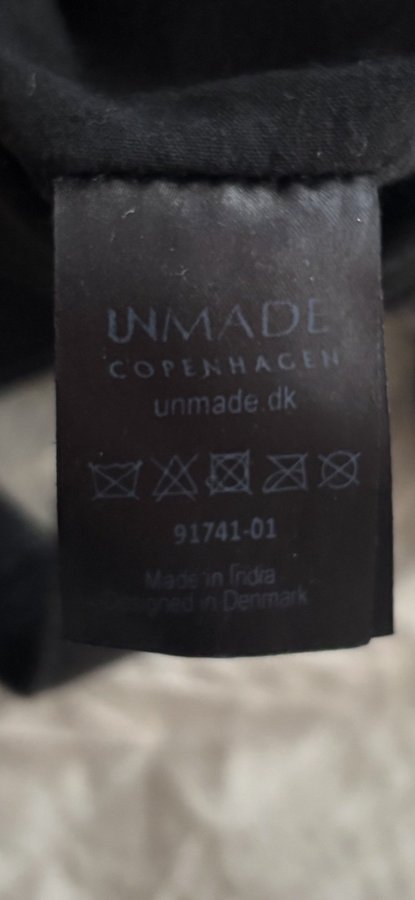 UNMADE
COPENHAGEN
unmade.dk
91741-01
Made in India
Designed in Denmark